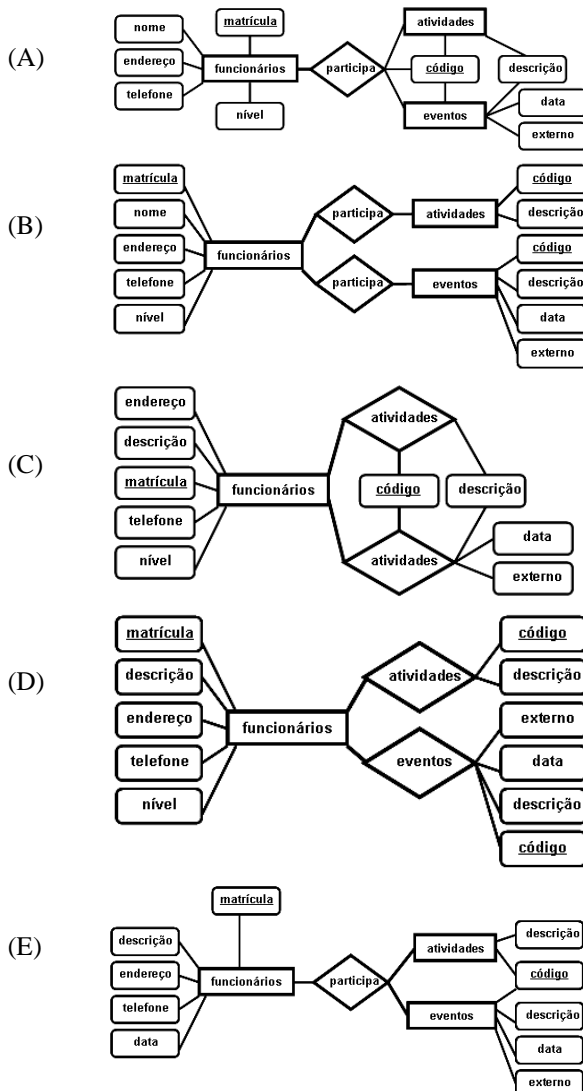 (A)
nome
endereço
telefone
matrícula
funcionários
nível
participa
atividades
código
descrição
eventos
data
externo
(B)
matrícula
nome
endereço
telefone
nível
funcionários
participa
atividades
código
descrição
participa
eventos
código
descrição
data
externo
(C)
endereço
descrição
matrícula
telefone
nível
funcionários
atividades
código
descrição
atividades
data
externo
(D)
matrícula
descrição
endereço
telefone
nível
funcionários
atividades
código
descrição
eventos
externo
data
descrição
código
(E)
matrícula
descrição
endereço
telefone
data
funcionários
participa
atividades
descrição
código
eventos
descrição
data
externo